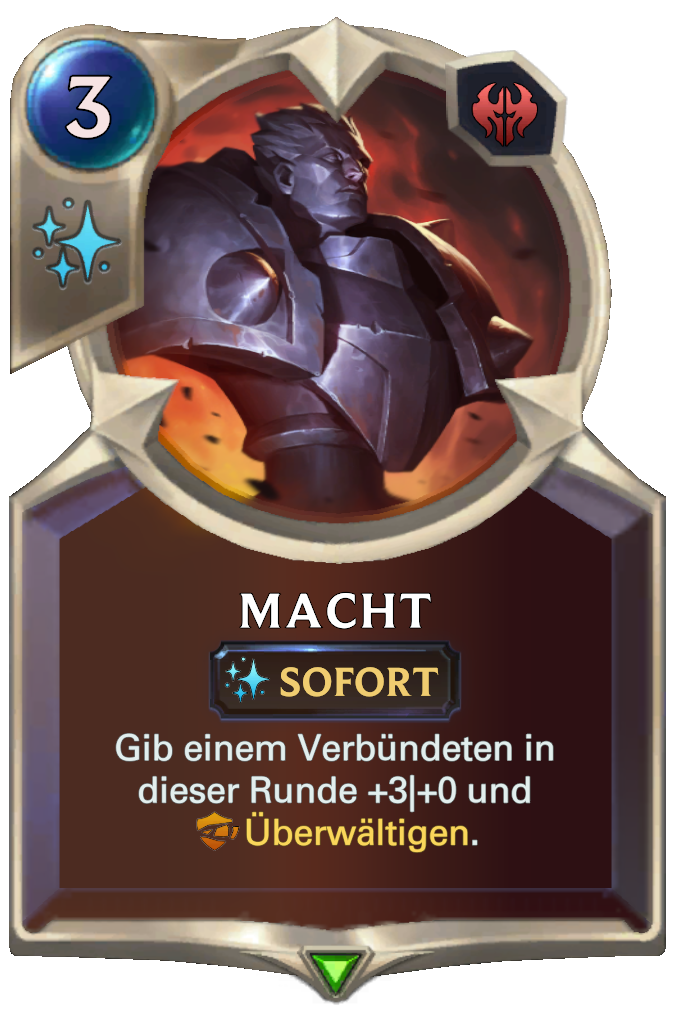 3
MACHT
SOFORT
Gib einem Verbündeten in
dieser Runde +3|+0 und
Überwältigen.